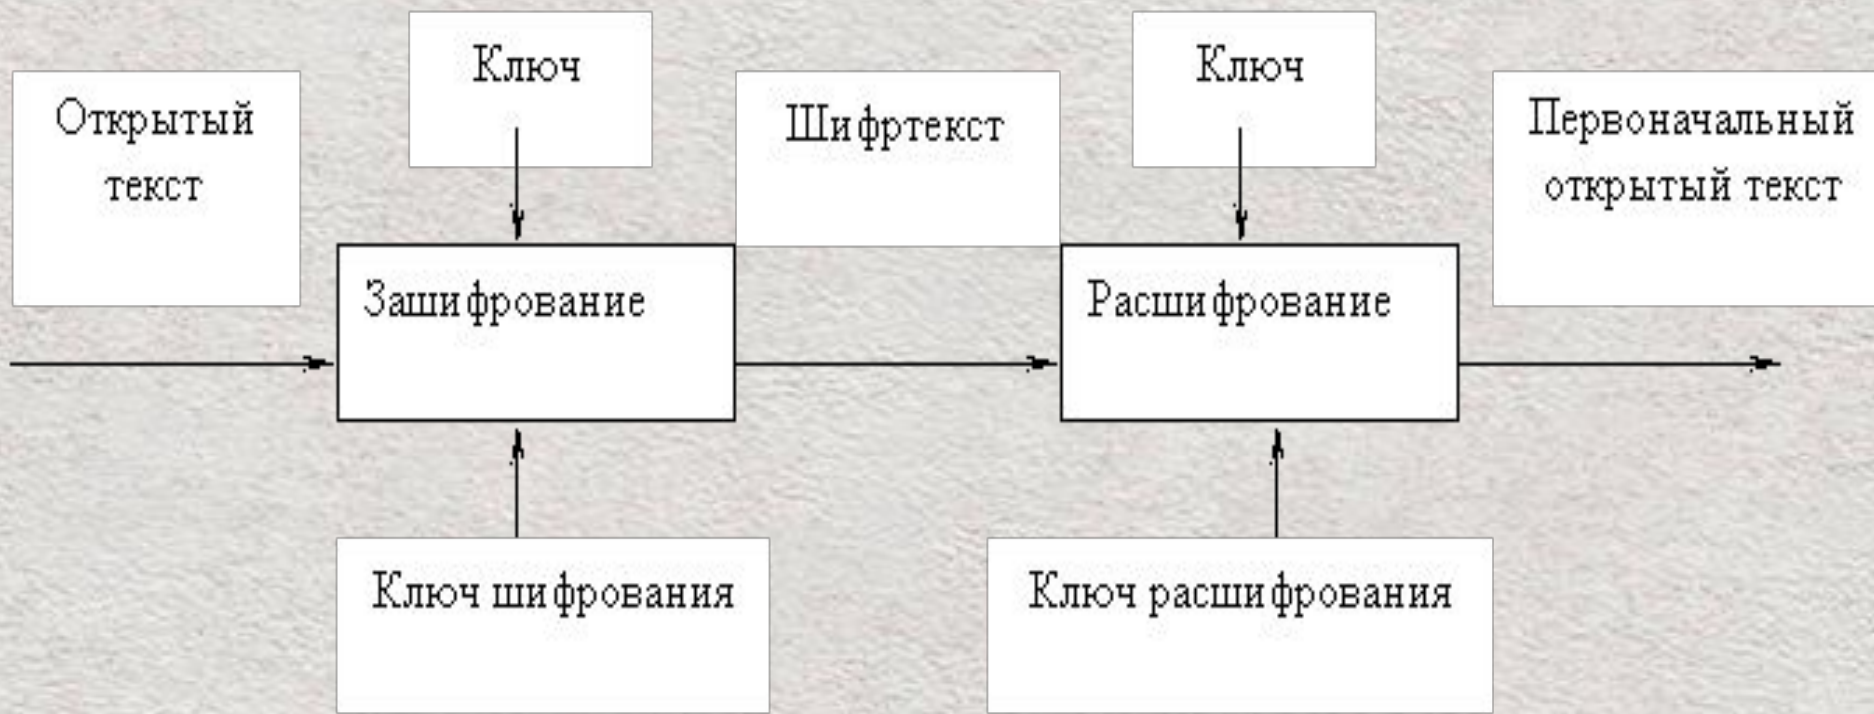 Ключ
Ключ
Открытый
текст
Шифртекст
Первоначальный
открытый текст
Зашифрование
Расшифрование
Ключ шифрования
Ключ расшифрования